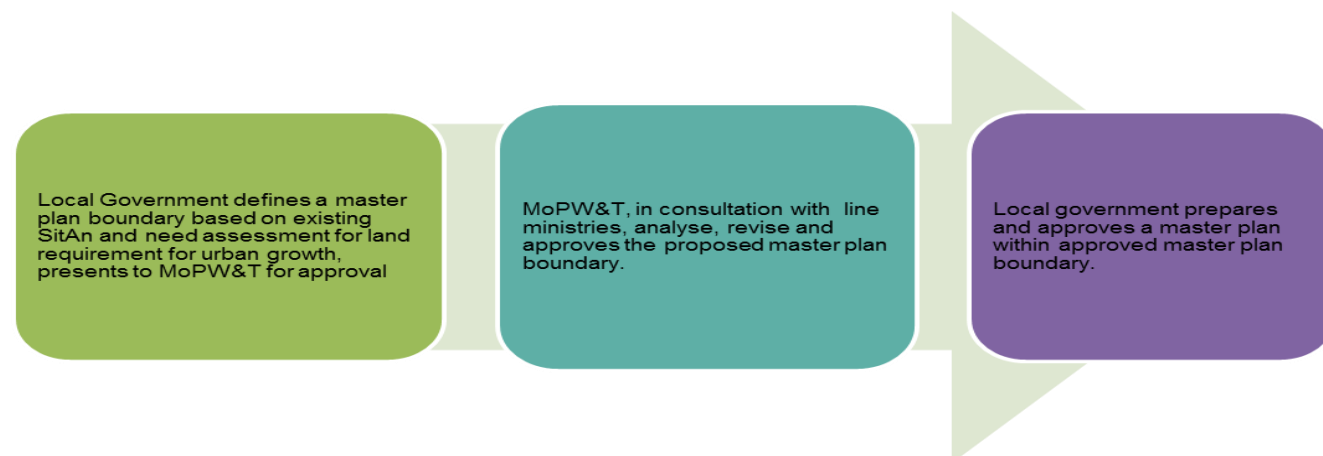 Local Government defines a master
plan boundary based on existing
SitAn and need assessment for land
requirement for urban growth,
presents to MoPW&T for approval
MoPW&T, in consultation with line
ministries, analyse, revise and
approves the proposed master plan
boundary.
Local government prepares
and approves a master plan
within approved master plan
boundary.